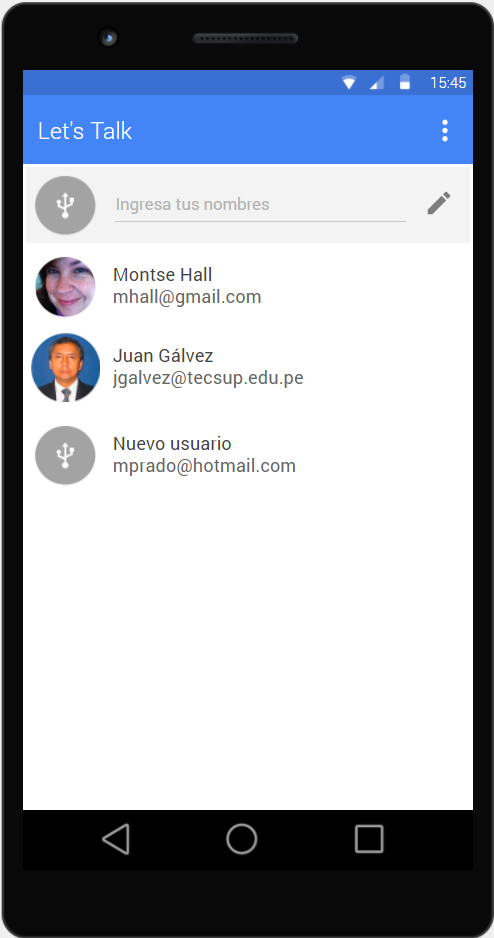 15:45
Let's Talk
Ingresa tus nombres
Montse Hall
mhall@gmail.com
Juan Gálvez
jgalvez@tecsup.edu.pe
Nuevo usuario
mprado@hotmail.com